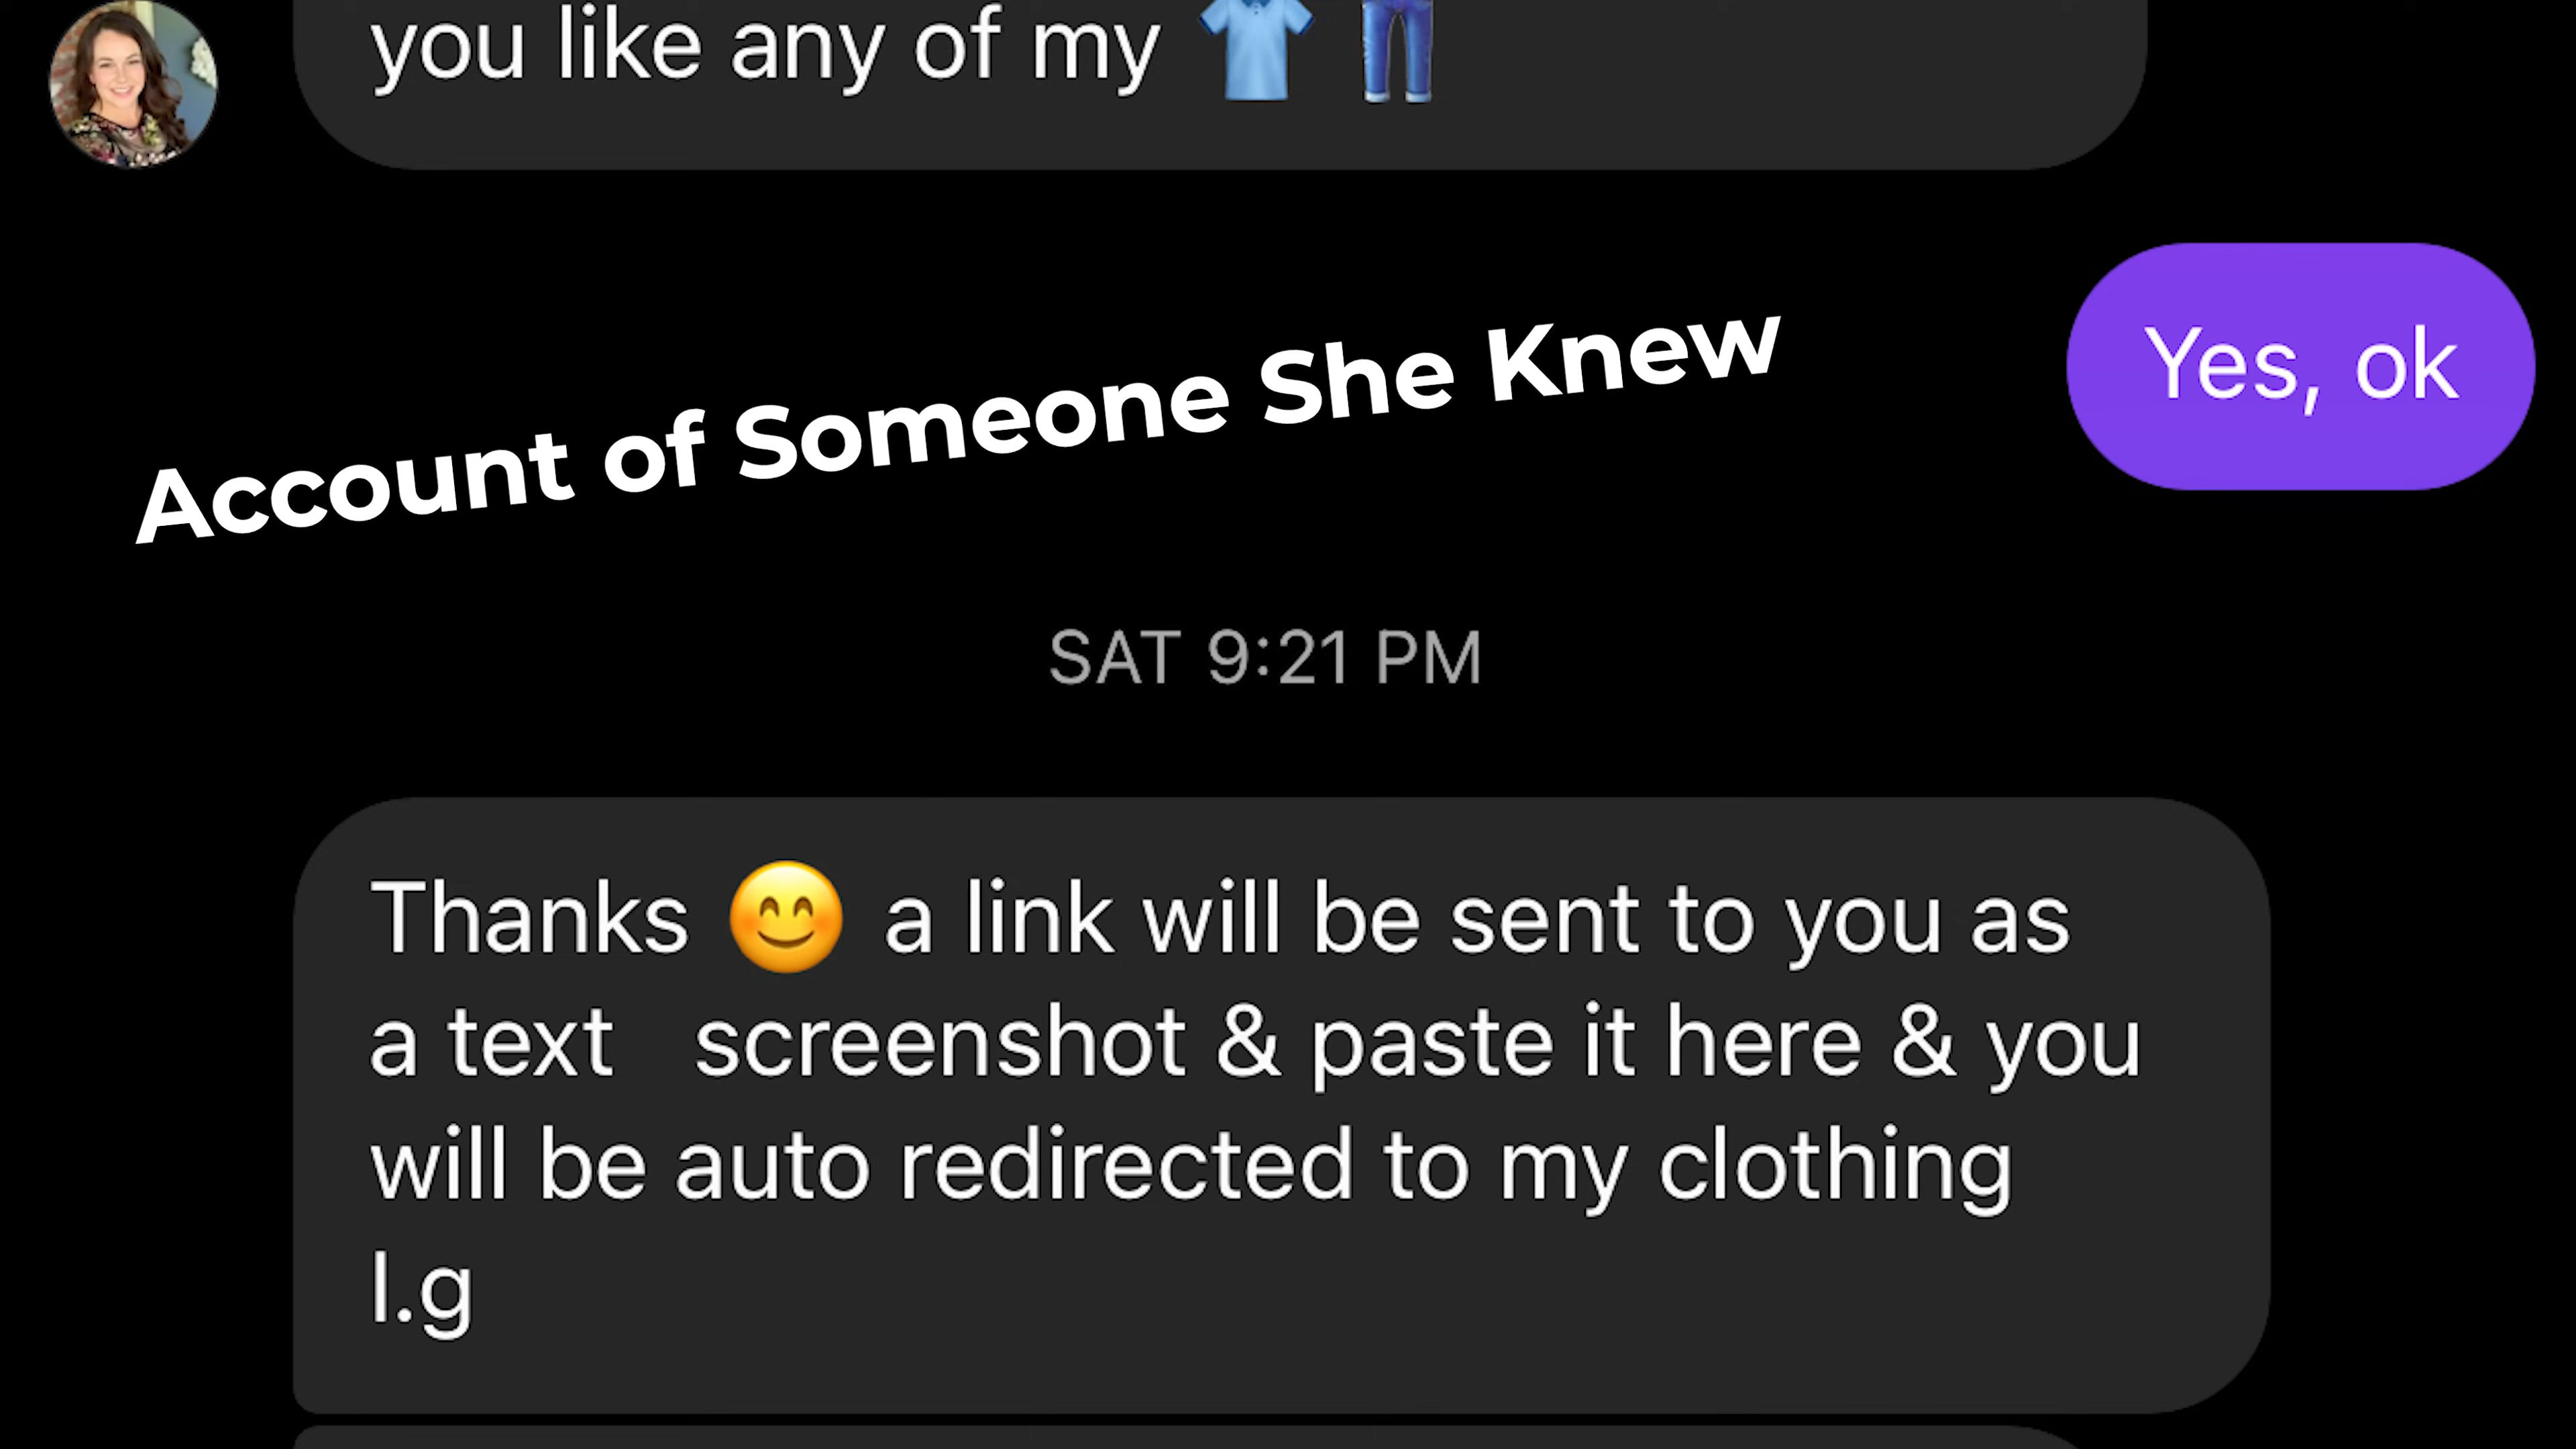 you like any of my 👕 👖
Yes, ok
Account of Someone She Knew
SAT 9:21 PM
Thanks 😊 a link will be sent to you as
a text   screenshot & paste it here & you
will be auto redirected to my clothing
I.g